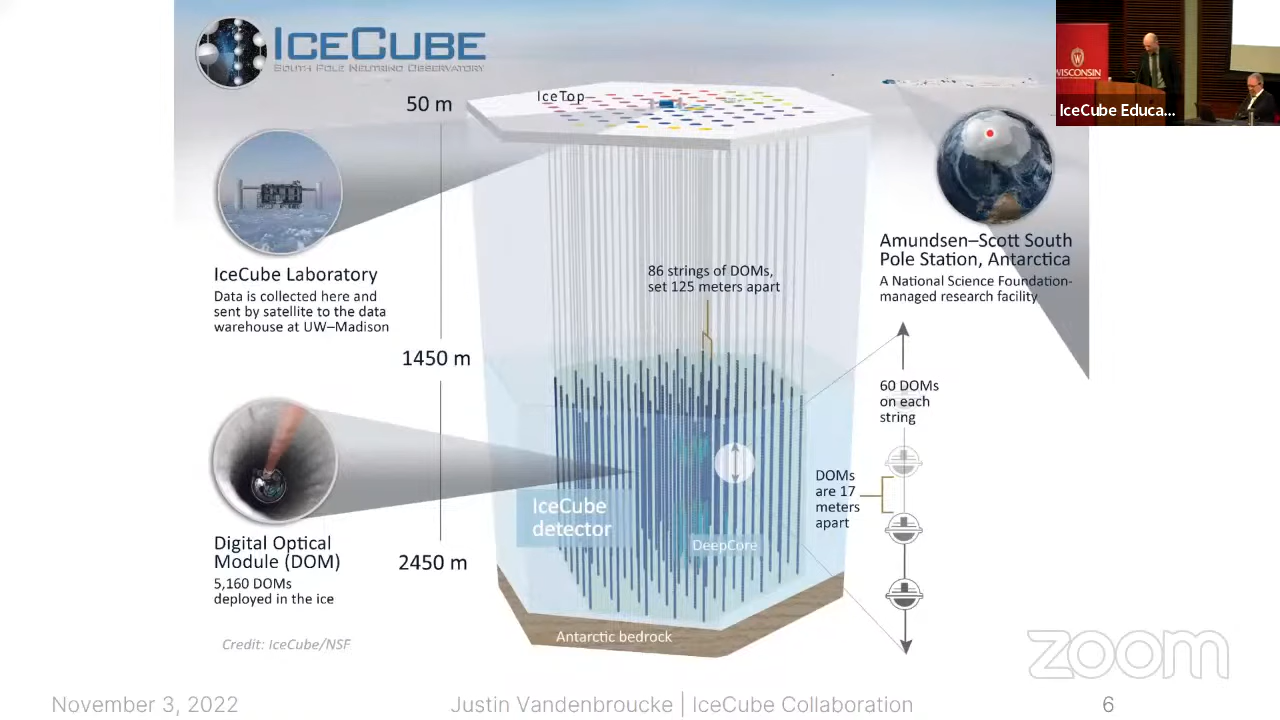 ICECUBE
SOUTH POLE NEUTRINO OBSERVATORY
50 m
IceTop
WISCONSIN
IceCube Educa...
IceCube Laboratory
Data is collected here and
sent by satellite to the data
warehouse at UW–Madison
86 strings of DOMs,
set 125 meters apart
Amundsen–Scott South
Pole Station, Antarctica
A National Science Foundation-
managed research facility
1450 m
60 DOMs
on each
string
DOMs
are 17
meters
apart
IceCube
detector
DeepCore
Digital Optical
Module (DOM)
5,160 DOMs
deployed in the ice
2450 m
Antarctic bedrock
Credit: IceCube/NSF
zoom
November 3, 2022
Justin Vandenbroucke | IceCube Collaboration
6